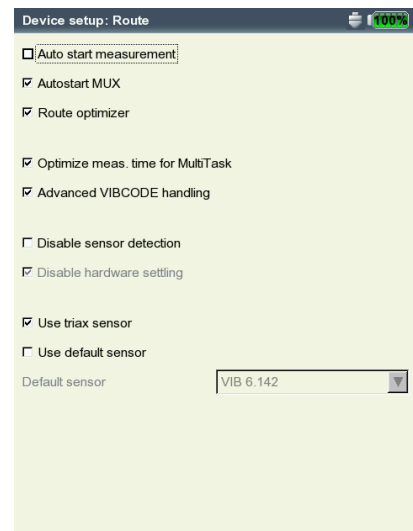 Device setup: Route 100%
Auto start measurement
Autostart MUX
Route optimizer
Optimize meas. time for MultiTask
Advanced VIBCODE handling
Disable sensor detection
Disable hardware settling
Use triax sensor
Use default sensor
Default sensor VIB 6.142